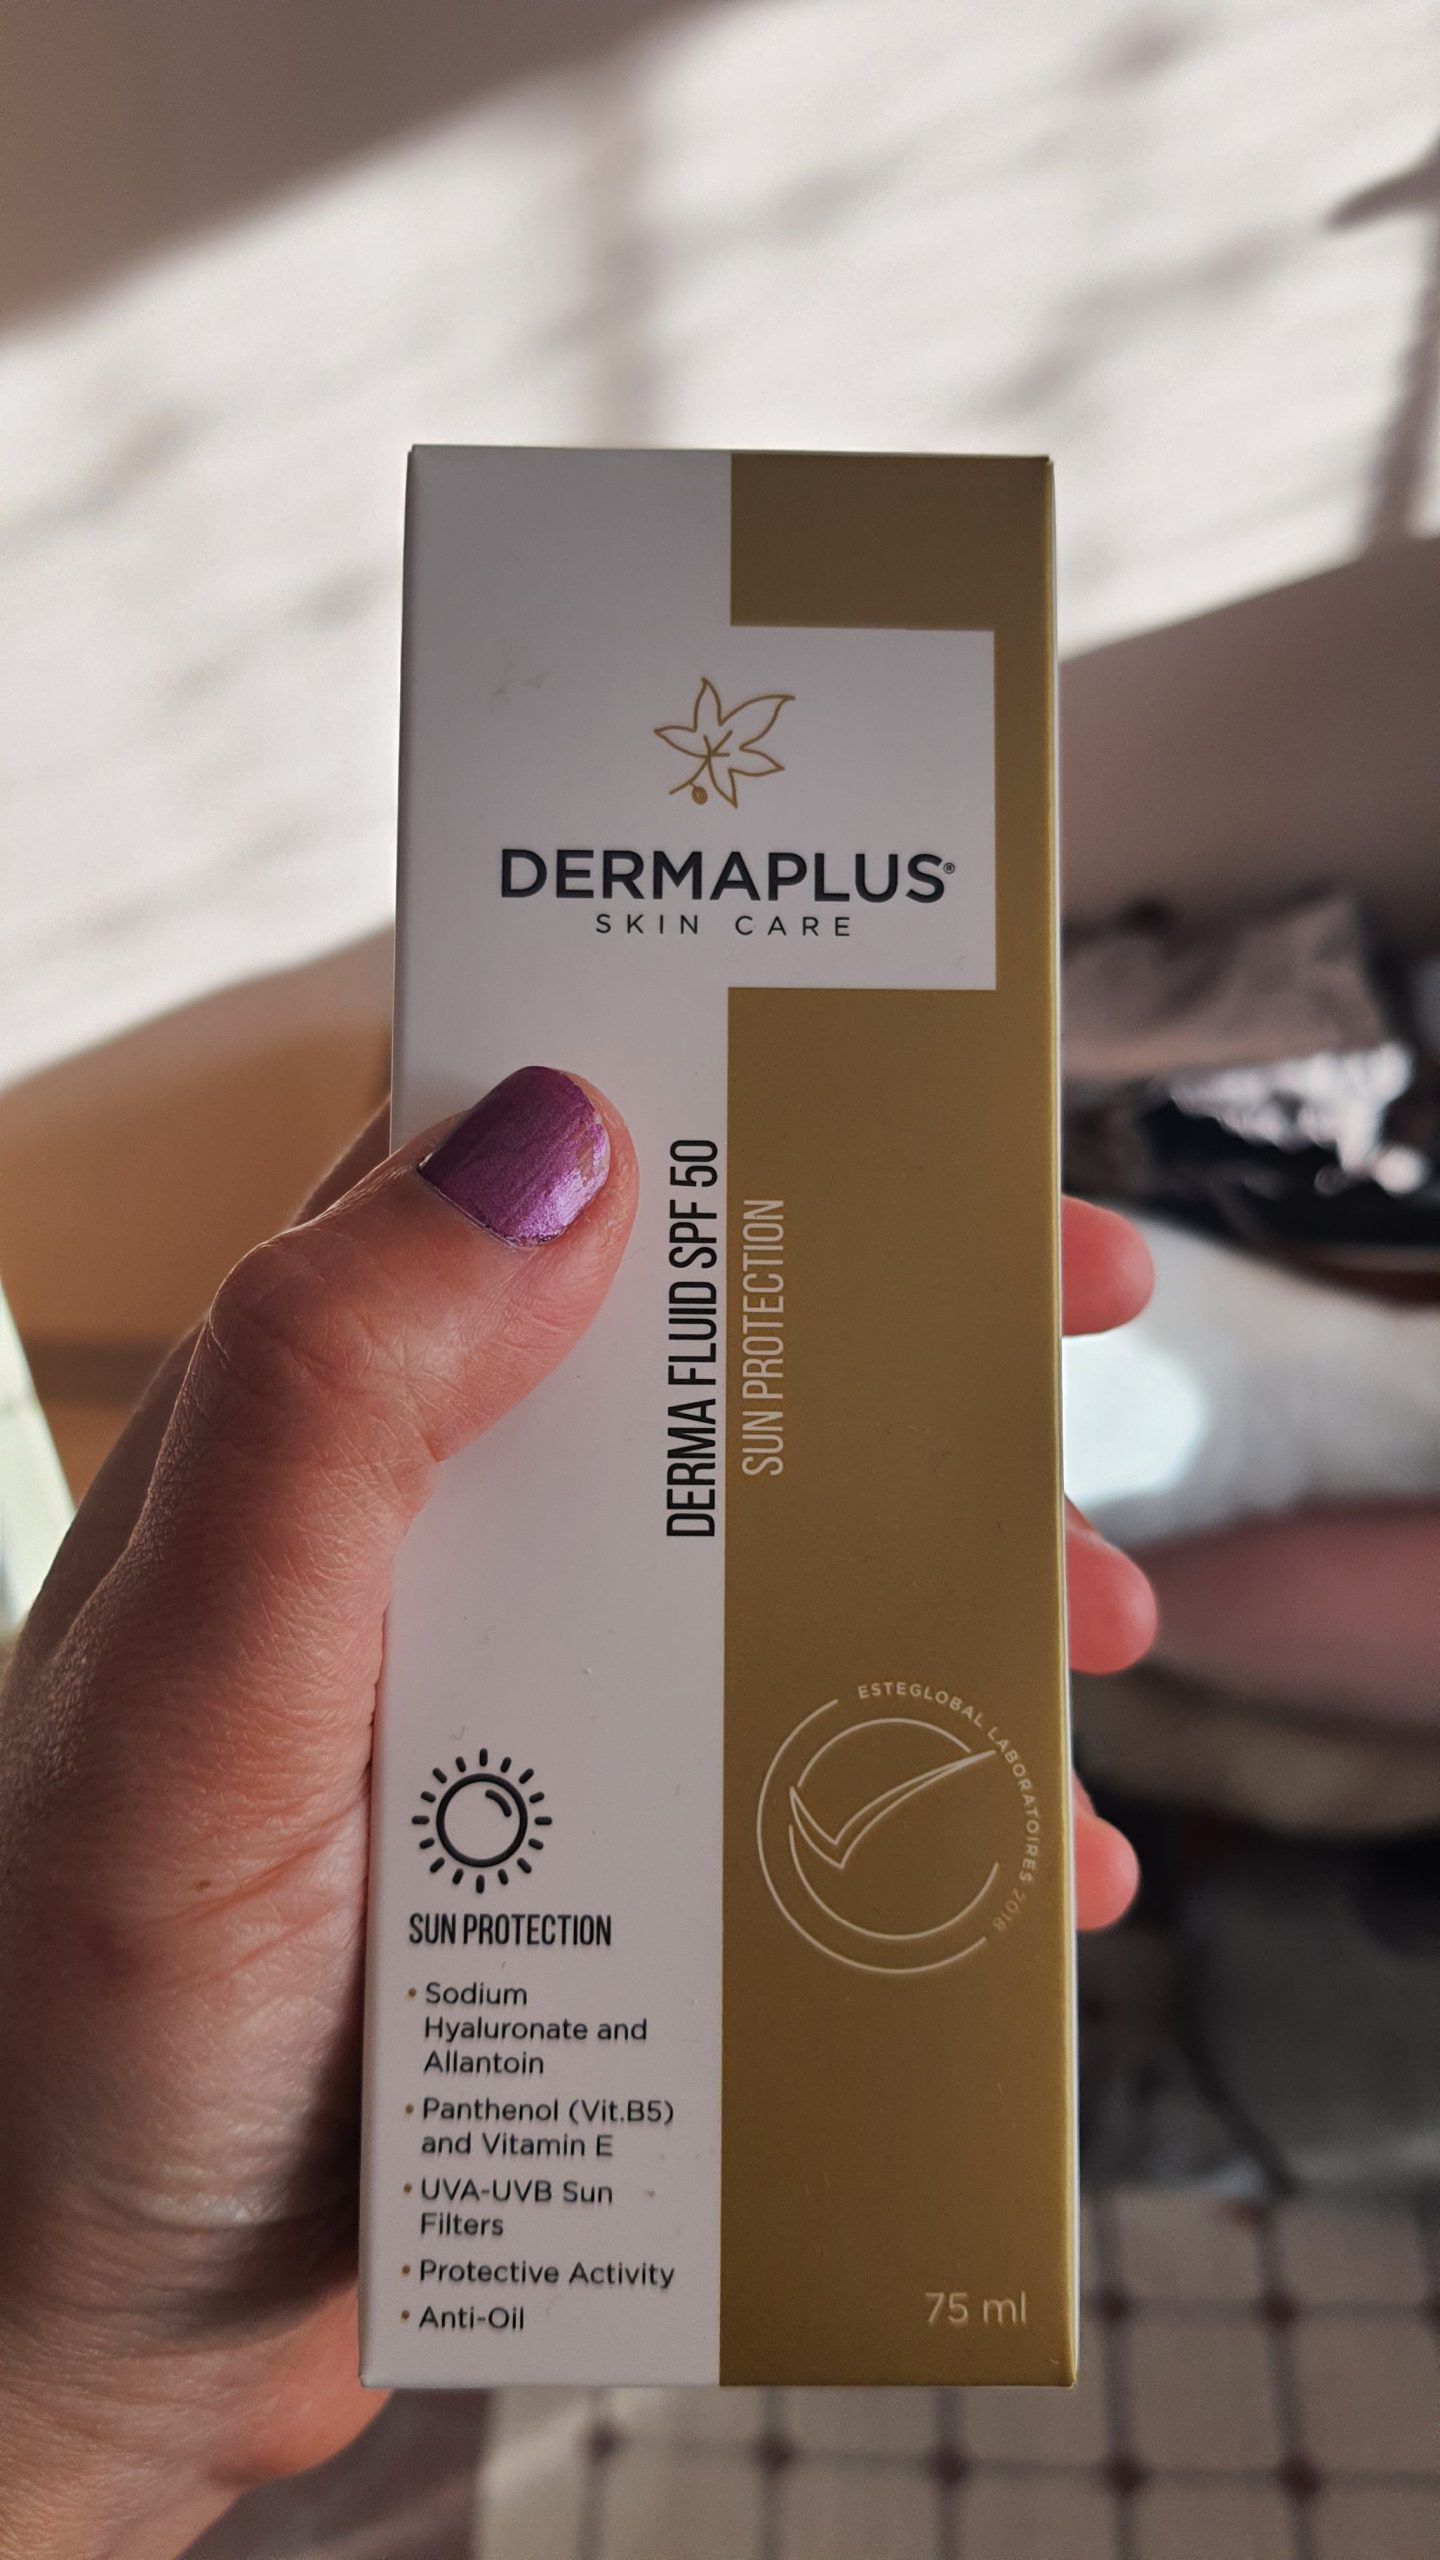 DERMAPLUS®
SKIN CARE
DERMA FLUID SPF 50
SUN PROTECTION
ESTEGLOBAL LABORATOIRES 2018
SUN PROTECTION
• Sodium
Hyaluronate and
Allantoin
• Panthenol (Vit.B5)
and Vitamin E
• UVA-UVB Sun
Filters
• Protective Activity
• Anti-Oil
75 ml